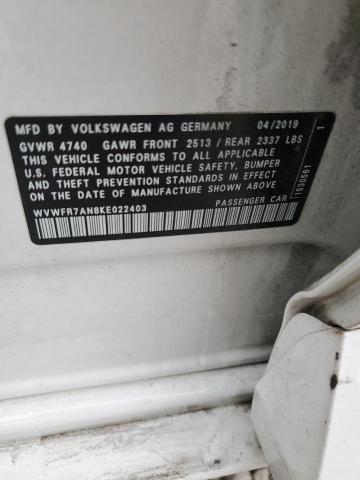 MFD BY VOLKSWAGEN AG GERMANY 04/2019
GVWR 4740 GAWR FRONT 2513 / REAR 2337 LBS
THIS VEHICLE CONFORMS TO ALL APPLICABLE
U.S. FEDERAL MOTOR VEHICLE SAFETY, BUMPER
AND THEFT PREVENTION STANDARDS IN EFFECT
ON THE DATE OF MANUFACTURE SHOWN ABOVE
WVWFR7AN8KE022403
PASSENGER CAR
1530561 1